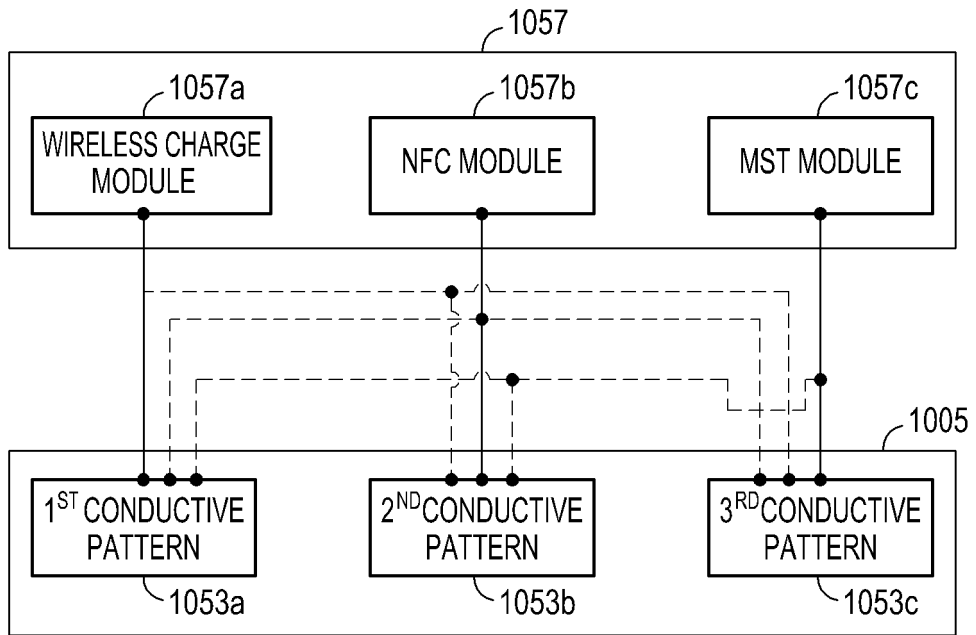 1057
1057a
1057b
1057c
WIRELESS CHARGE
MODULE
NFC MODULE
MST MODULE
1005
1ST CONDUCTIVE
PATTERN
2ND CONDUCTIVE
PATTERN
3RD CONDUCTIVE
PATTERN
1053a
1053b
1053c